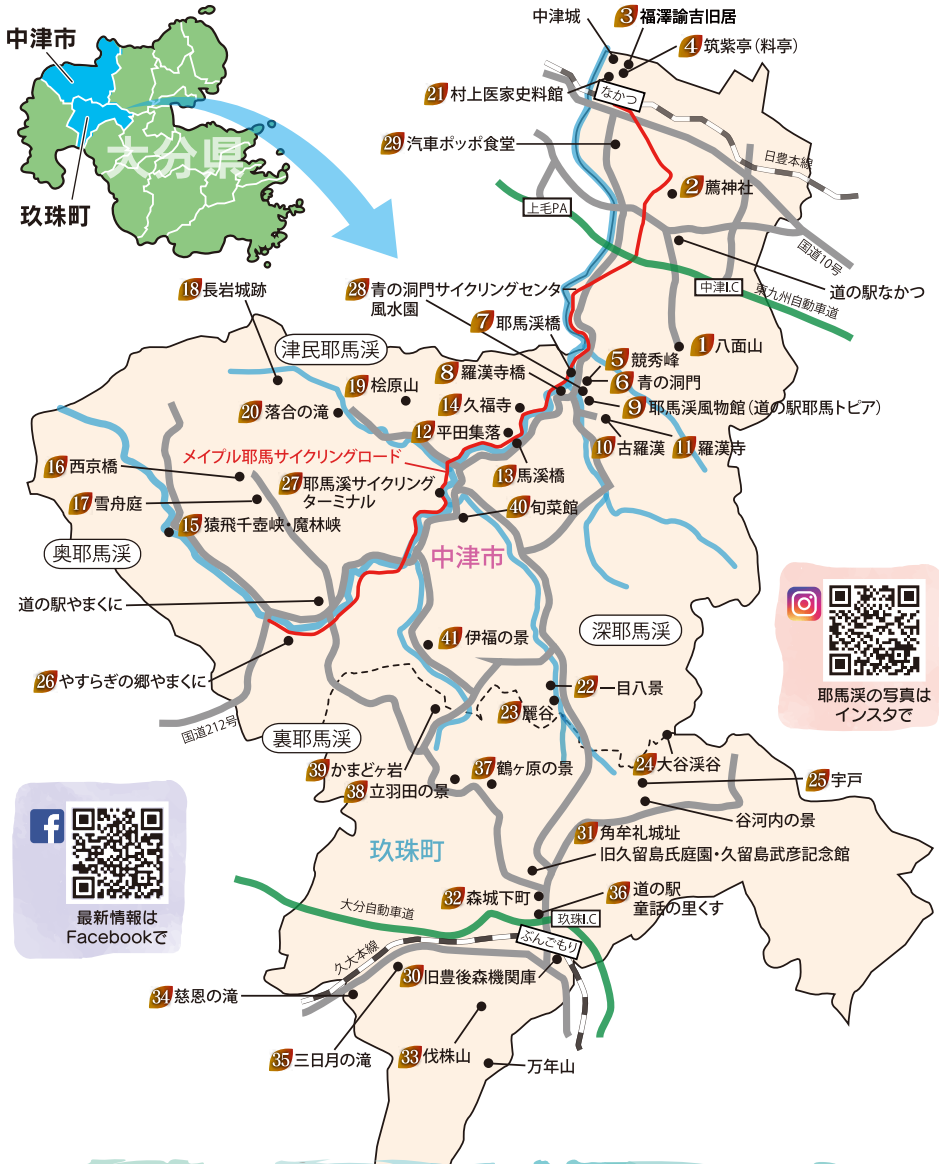 中津市
大分県
玖珠町
中津城
3 福澤諭吉旧居
4 筑紫亭(料亭)
21 村上医家史料館
なかつ
29 汽車ポッポ食堂
日豊本線
2 薦神社
上毛PA
国道10号
中津I.C
東九州自動車道
道の駅なかつ
18 長岩城跡
28 青の洞門サイクリングセンター
風水園
7 耶馬溪橋
1 八面山
津民耶馬渓
5 競秀峰
8 羅漢寺橋
6 青の洞門
19 桧原山
14 久福寺
9 耶馬渓風物館(道の駅耶馬トピア)
20 落合の滝
12 平田集落
10 古羅漢
11 羅漢寺
メイプル耶馬サイクリングロード
13 馬溪橋
16 西京橋
27 耶馬渓サイクリング
ターミナル
17 雪舟庭
40 旬菜館
15 猿飛千壺峡・魔林峡
奥耶馬渓
中津市
道の駅やまくに
深耶馬渓
41 伊福の景
耶馬渓の写真は
インスタで
26 やすらぎの郷やまくに
22 一目八景
23 麗谷
国道212号
裏耶馬渓
24 大谷渓谷
39 かまどヶ岩
37 鶴ヶ原の景
25 宇戸
38 立羽田の景
谷河内の景
31 角牟礼城址
旧久留島氏庭園・久留島武彦記念館
玖珠町
最新情報は
Facebookで
32 森城下町
36 道の駅
童話の里くす
大分自動車道
玖珠I.C
ぶんごもり
久大本線
30 旧豊後森機関庫
34 慈恩の滝
35 三日月の滝
33 伐株山
万年山